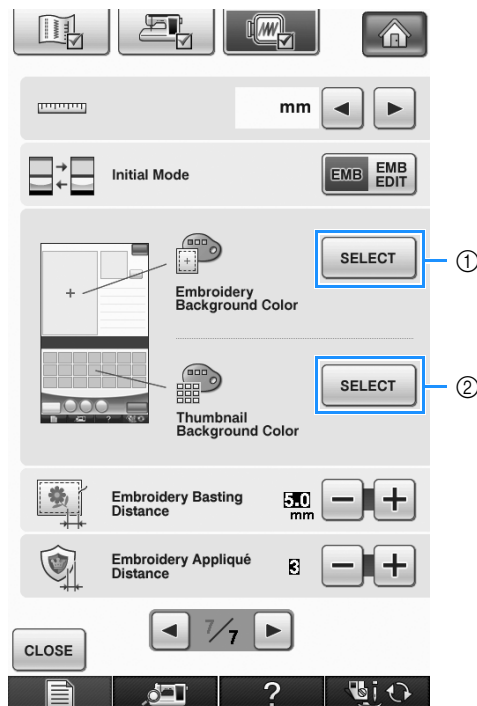 mm
Initial Mode
EMB
EMB EDIT
SELECT
①
Embroidery
Background Color
SELECT
②
Thumbnail
Background Color
Embroidery Basting
Distance
5.0
mm
− +
Embroidery Appliqué
Distance
3
− +
7/7
CLOSE
?